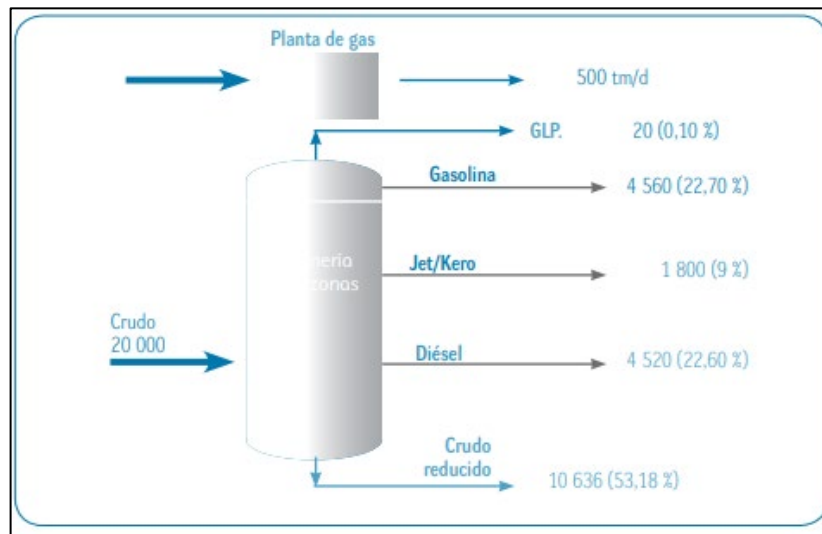 Planta de gas
500 tm/d
GLP. 20 (0,10 %)
Gasolina 4 560 (22,70 %)
Jet/Kero 1 800 (9 %)
Crudo
20 000
Diésel 4 520 (22,60 %)
Crudo
reducido
10 636 (53,18 %)